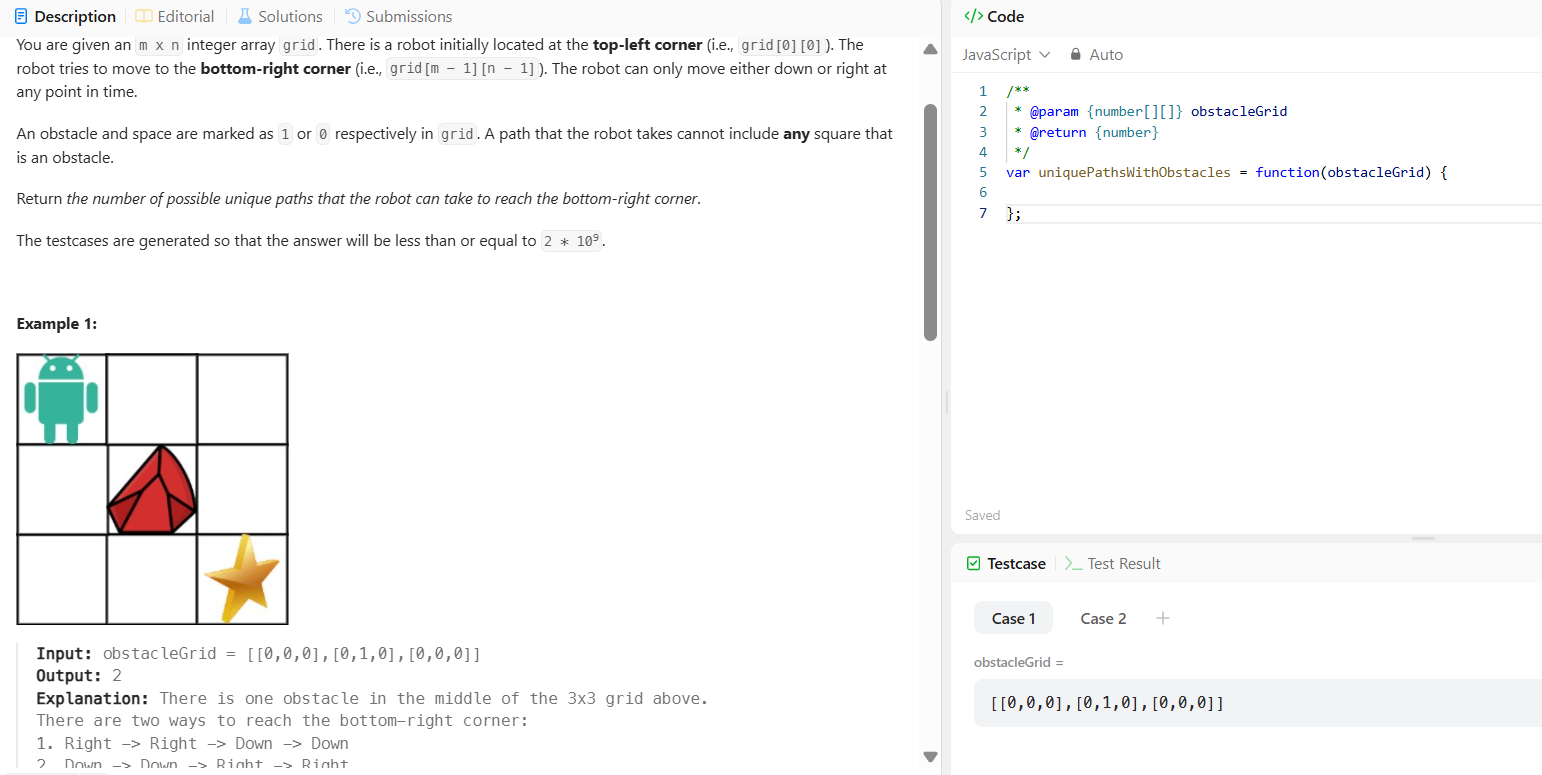 Description Editorial Solutions Submissions
You are given an m x n integer array grid. There is a robot initially located at the top-left corner (i.e., grid[0][0]). The
robot tries to move to the bottom-right corner (i.e., grid[m - 1][n - 1]). The robot can only move either down or right at
any point in time.
An obstacle and space are marked as 1 or 0 respectively in grid. A path that the robot takes cannot include any square that
is an obstacle.
Return the number of possible unique paths that the robot can take to reach the bottom-right corner.
The testcases are generated so that the answer will be less than or equal to 2 * 10⁹.
Example 1:
Input: obstacleGrid = [[0,0,0],[0,1,0],[0,0,0]]
Output: 2
Explanation: There is one obstacle in the middle of the 3x3 grid above.
There are two ways to reach the bottom-right corner:
1. Right -> Right -> Down -> Down
2. Down -> Down -> Right -> Right
</> Code
JavaScript Auto
1 /**
2 * @param {number[][]} obstacleGrid
3 * @return {number}
4 */
5 var uniquePathsWithObstacles = function(obstacleGrid) {
6
7 };
Saved
Testcase >_ Test Result
Case 1 Case 2 +
obstacleGrid =
[[0,0,0],[0,1,0],[0,0,0]]